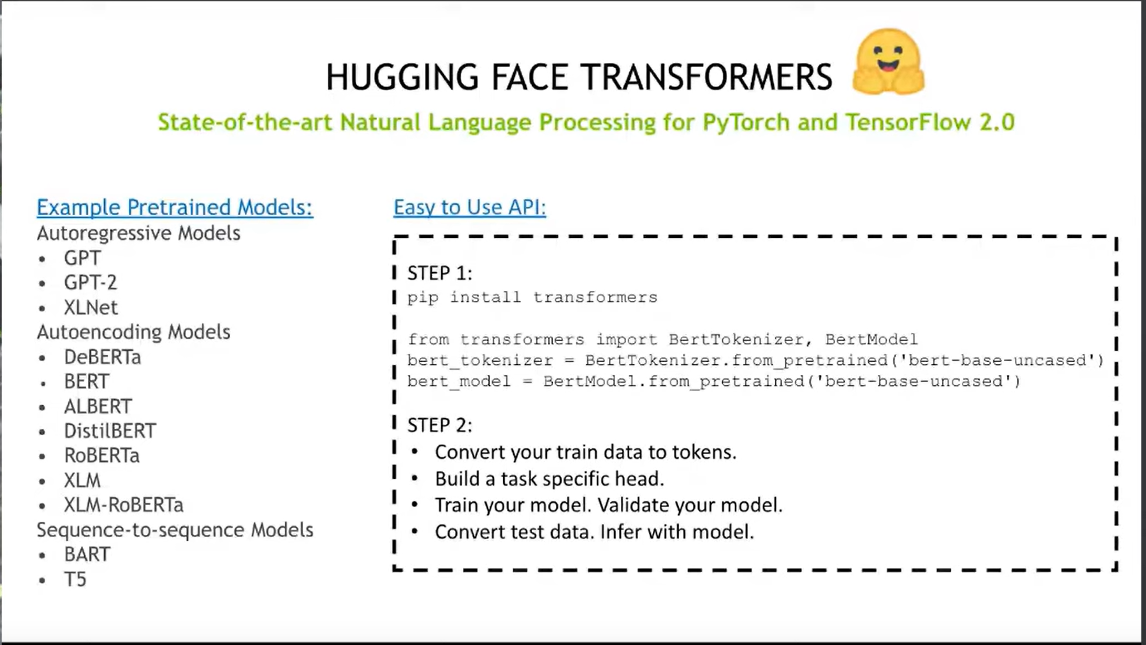 HUGGING FACE TRANSFORMERS
State-of-the-art Natural Language Processing for PyTorch and TensorFlow 2.0
Example Pretrained Models:
Autoregressive Models
• GPT
• GPT-2
• XLNet
Autoencoding Models
• DeBERTa
• BERT
• ALBERT
• DistilBERT
• RoBERTa
• XLM
• XLM-RoBERTa
Sequence-to-sequence Models
• BART
• T5
Easy to Use API:
STEP 1:
pip install transformers
from transformers import BertTokenizer, BertModel
bert_tokenizer = BertTokenizer.from_pretrained('bert-base-uncased')
bert_model = BertModel.from_pretrained('bert-base-uncased')
STEP 2:
• Convert your train data to tokens.
• Build a task specific head.
• Train your model. Validate your model.
• Convert test data. Infer with model.